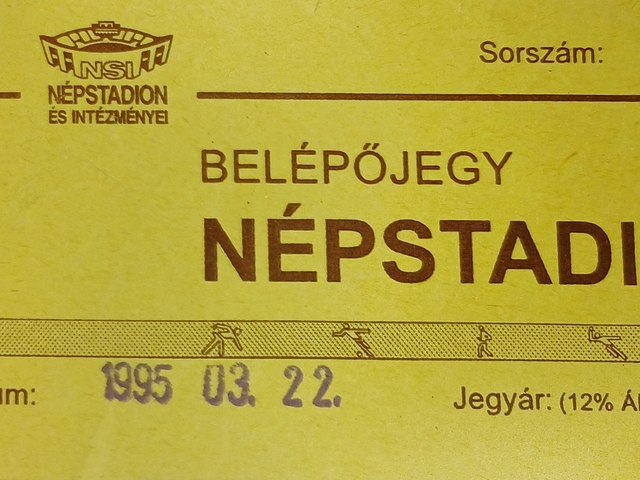 NSI
NÉPSTADION
ÉS INTÉZMÉNYEI
Sorszám:
BELÉPŐJEGY
NÉPSTADI
um:
1995 03. 22.
Jegyár: (12% Á